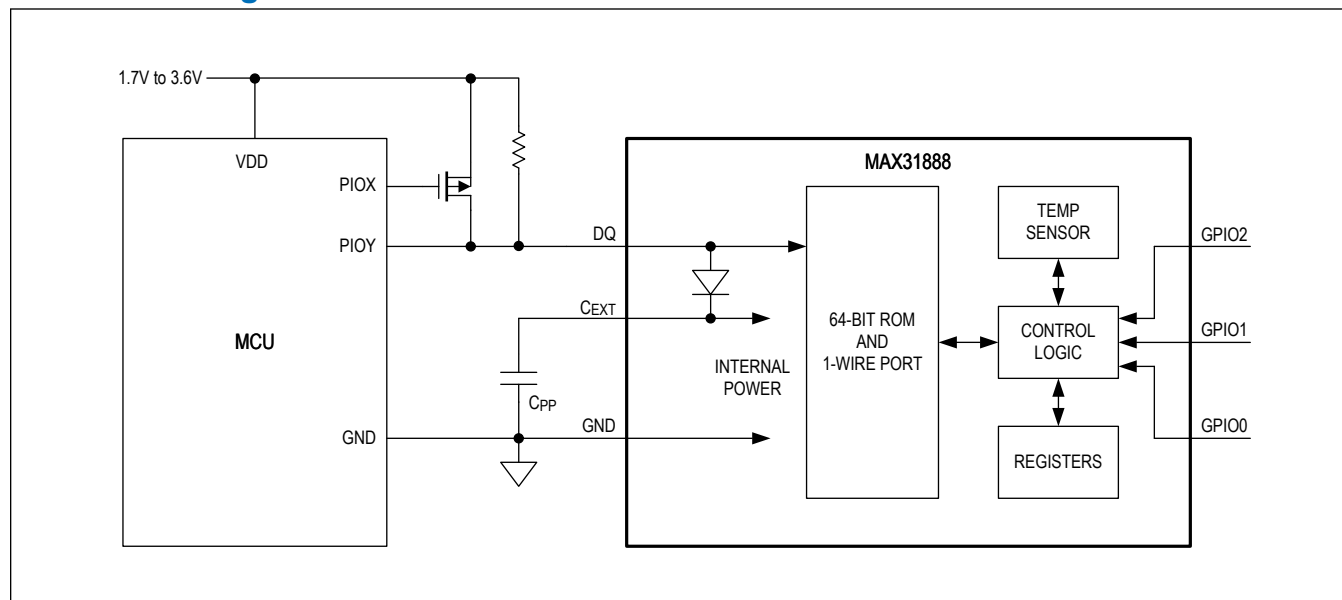 1.7V to 3.6V
VDD
PIOX
PIOY
MCU
GND
DQ
CEXT
CPP
GND
MAX31888
INTERNAL
POWER
64-BIT ROM
AND
1-WIRE PORT
TEMP
SENSOR
CONTROL
LOGIC
REGISTERS
GPIO2
GPIO1
GPIO0